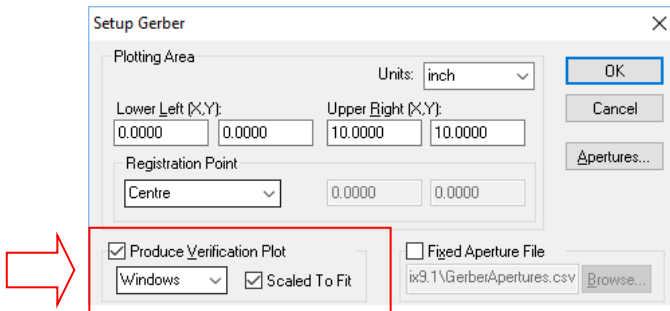 Setup Gerber
Plotting Area
Units: inch
OK
Lower Left (X,Y): Upper Right (X,Y):
Cancel
0.0000 0.0000 10.0000 10.0000
Registration Point
Apertures...
Centre 0.0000 0.0000
Produce Verification Plot Fixed Aperture File
Windows Scaled To Fit ix9.1\GerberApertures.csv Browse...